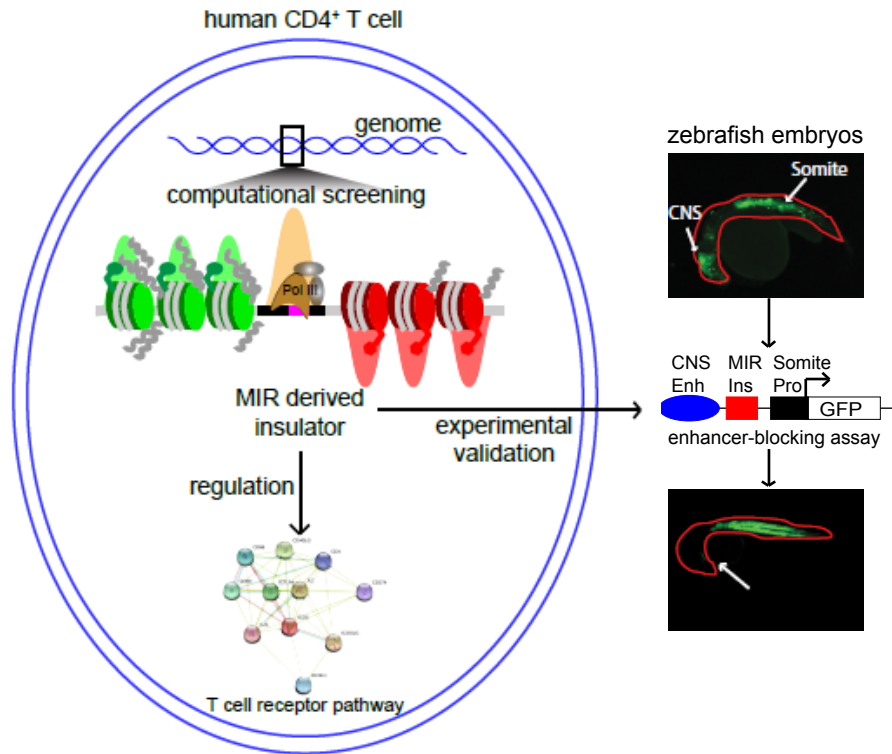 human CD4⁺ T cell
genome
computational screening
Pol III
MIR derived
insulator
experimental
validation
regulation
T cell receptor pathway
zebrafish embryos
Somite
CNS
CNS MIR Somite
Enh Ins Pro
GFP
enhancer-blocking assay